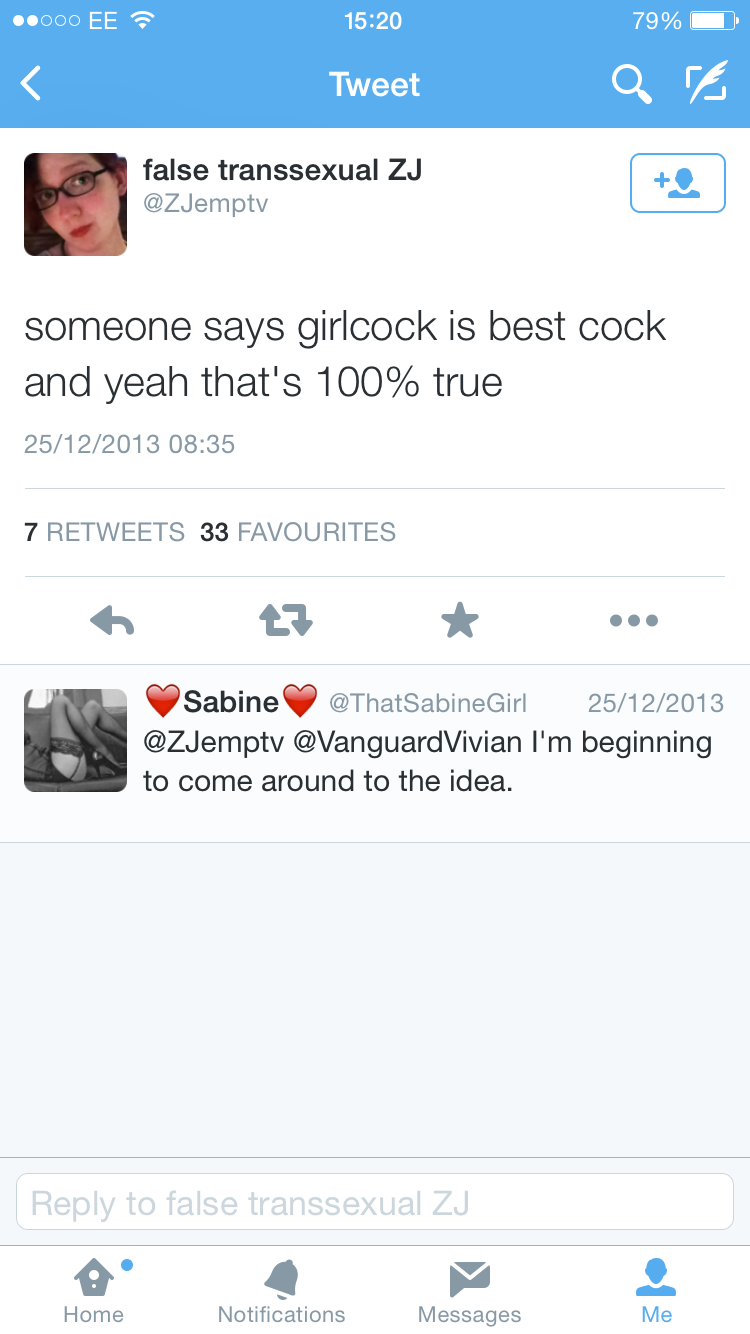 EE 15:20 79%
Tweet
false transsexual ZJ
@ZJemptv
someone says girlcock is best cock
and yeah that's 100% true
25/12/2013 08:35
7 RETWEETS 33 FAVOURITES
❤️Sabine❤️ @ThatSabineGirl 25/12/2013
@ZJemptv @VanguardVivian I'm beginning
to come around to the idea.
Reply to false transsexual ZJ
Home Notifications Messages Me